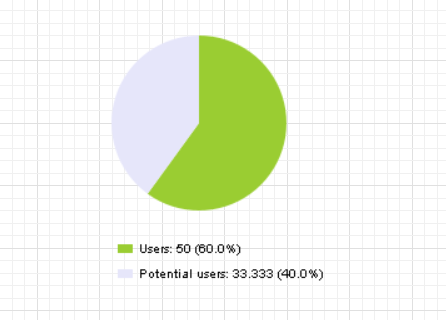 Users: 50 (60.0%)
Potential users: 33.333 (40.0%)